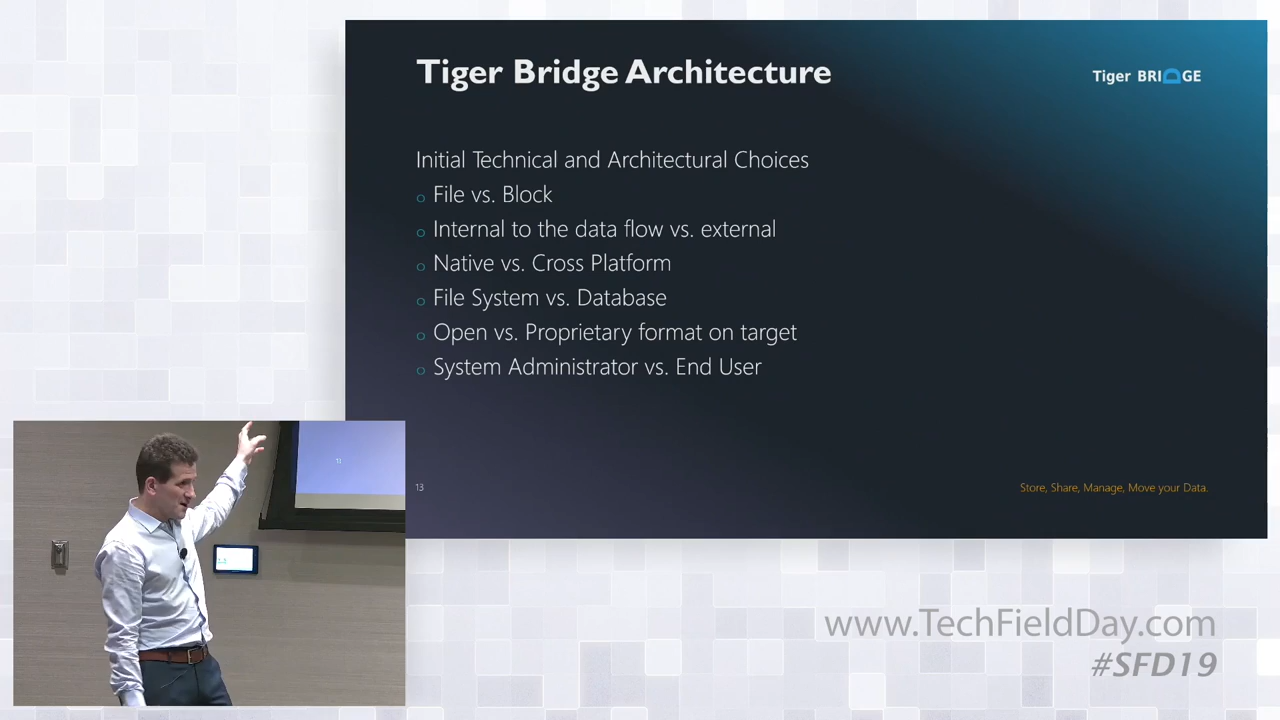 Tiger Bridge Architecture
Tiger BRIDGE
Initial Technical and Architectural Choices
o File vs. Block
o Internal to the data flow vs. external
o Native vs. Cross Platform
o File System vs. Database
o Open vs. Proprietary format on target
o System Administrator vs. End User
13
Store, Share, Manage, Move your Data.
www.TechFieldDay.com
#SFD19